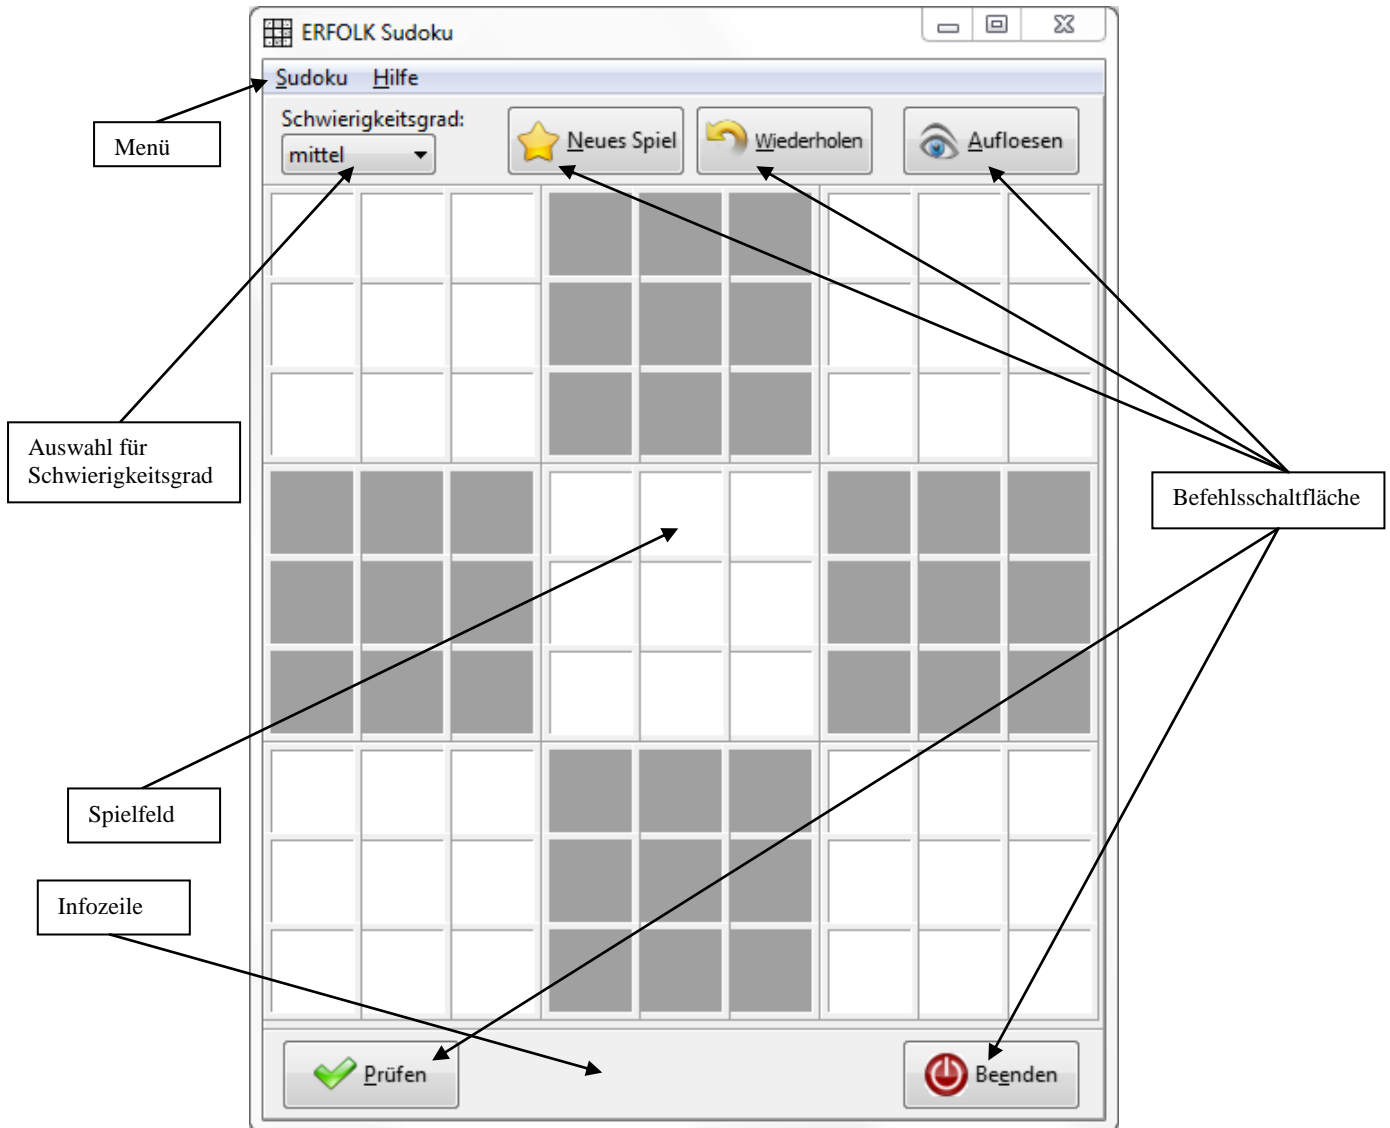 ERFOLK Sudoku
Sudoku Hilfe
Schwierigkeitsgrad:
mittel
Neues Spiel
Wiederholen
Aufloesen
Menü
Auswahl für
Schwierigkeitsgrad
Befehlsschaltfläche
Spielfeld
Infozeile
Prüfen
Beenden